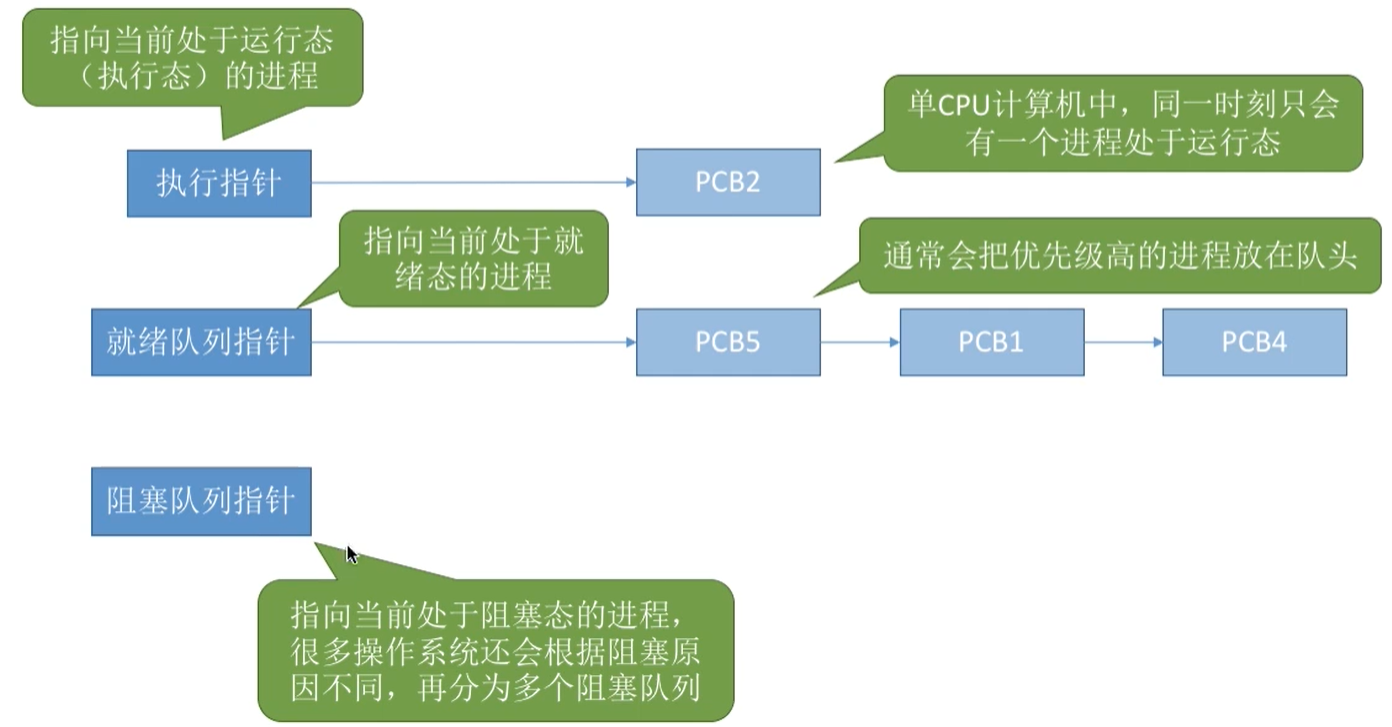 指向当前处于运行态
（执行态）的进程
单CPU计算机中，同一时刻只会
有一个进程处于运行态
执行指针
PCB2
指向当前处于就
绪态的进程
通常会把优先级高的进程放在队头
就绪队列指针
PCB5
PCB1
PCB4
阻塞队列指针
指向当前处于阻塞态的进程，
很多操作系统还会根据阻塞原
因不同，再分为多个阻塞队列